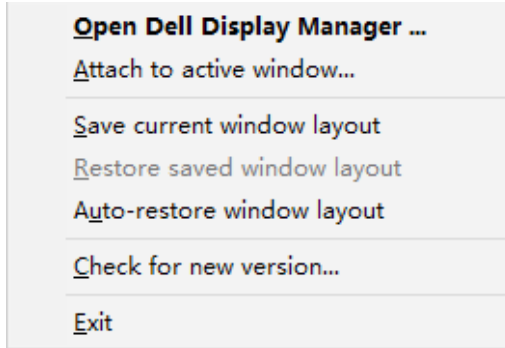 Open Dell Display Manager ...
Attach to active window...
Save current window layout
Restore saved window layout
Auto-restore window layout
Check for new version...
Exit